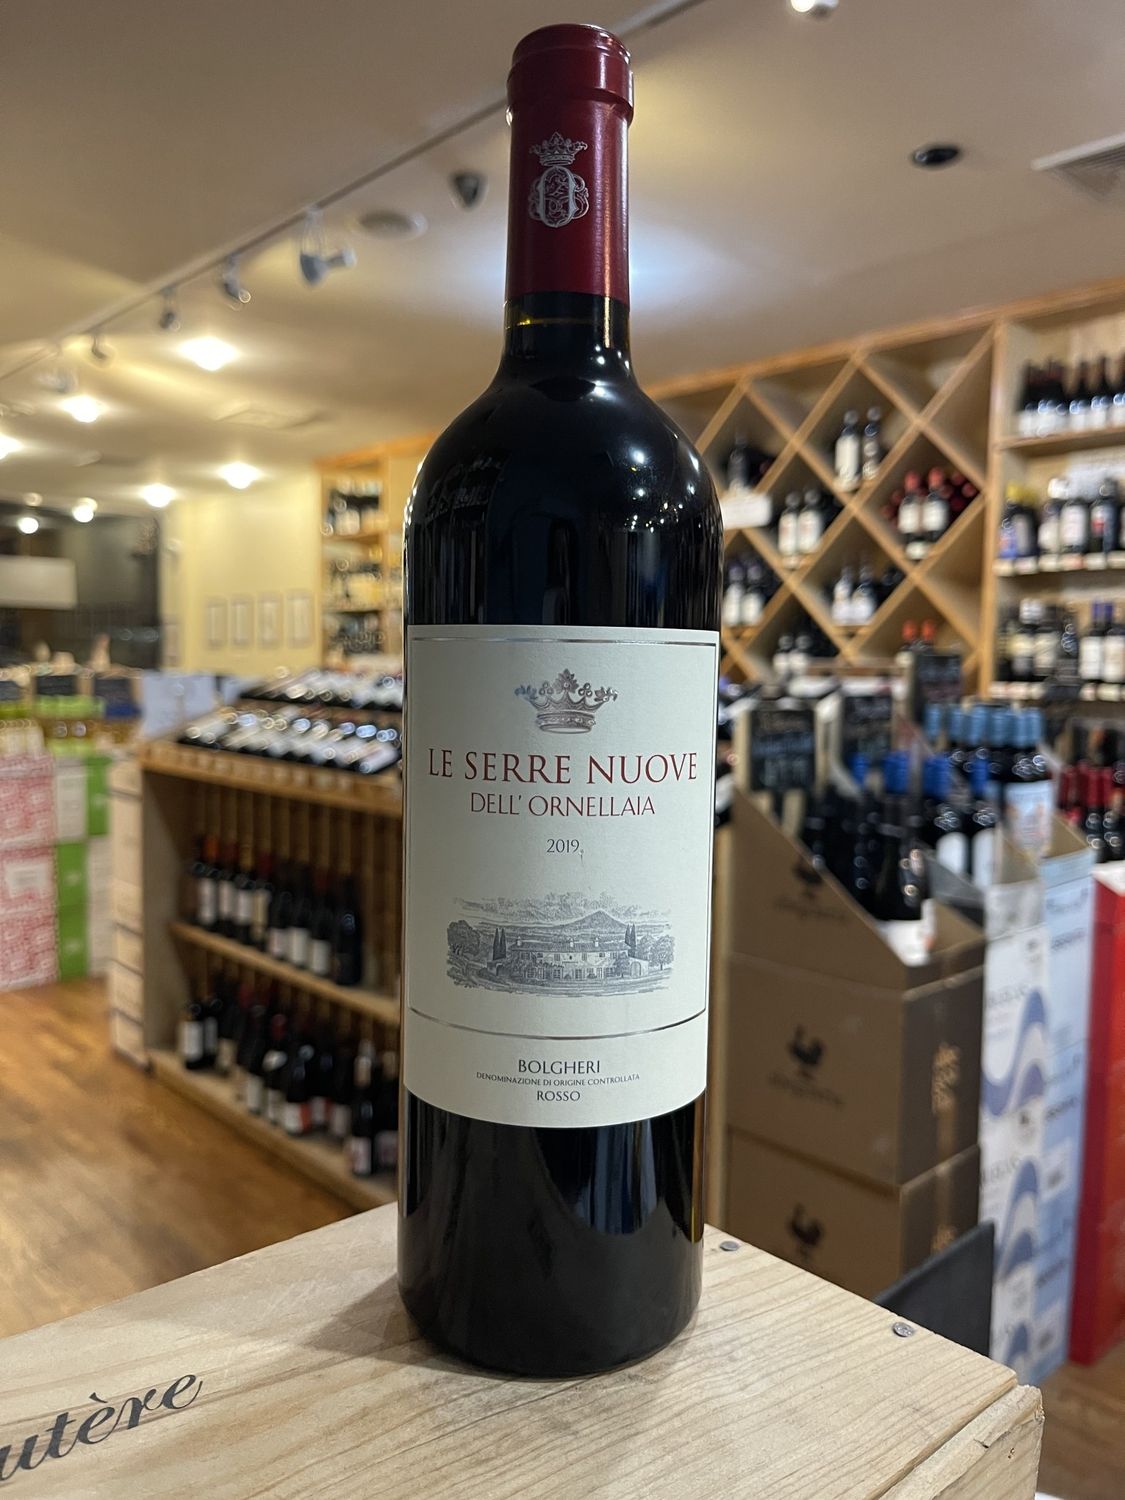 LE SERRE NUOVE
DELL' ORNELLAIA
2019
BOLGHERI
DENOMINAZIONE DI ORIGINE CONTROLLATA
ROSSO
utère